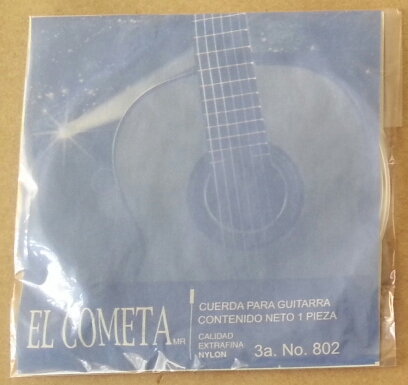 EL COMETA MR
CUERDA PARA GUITARRA
CONTENIDO NETO 1 PIEZA
CALIDAD
EXTRAFINA
NYLON
3a. No. 802